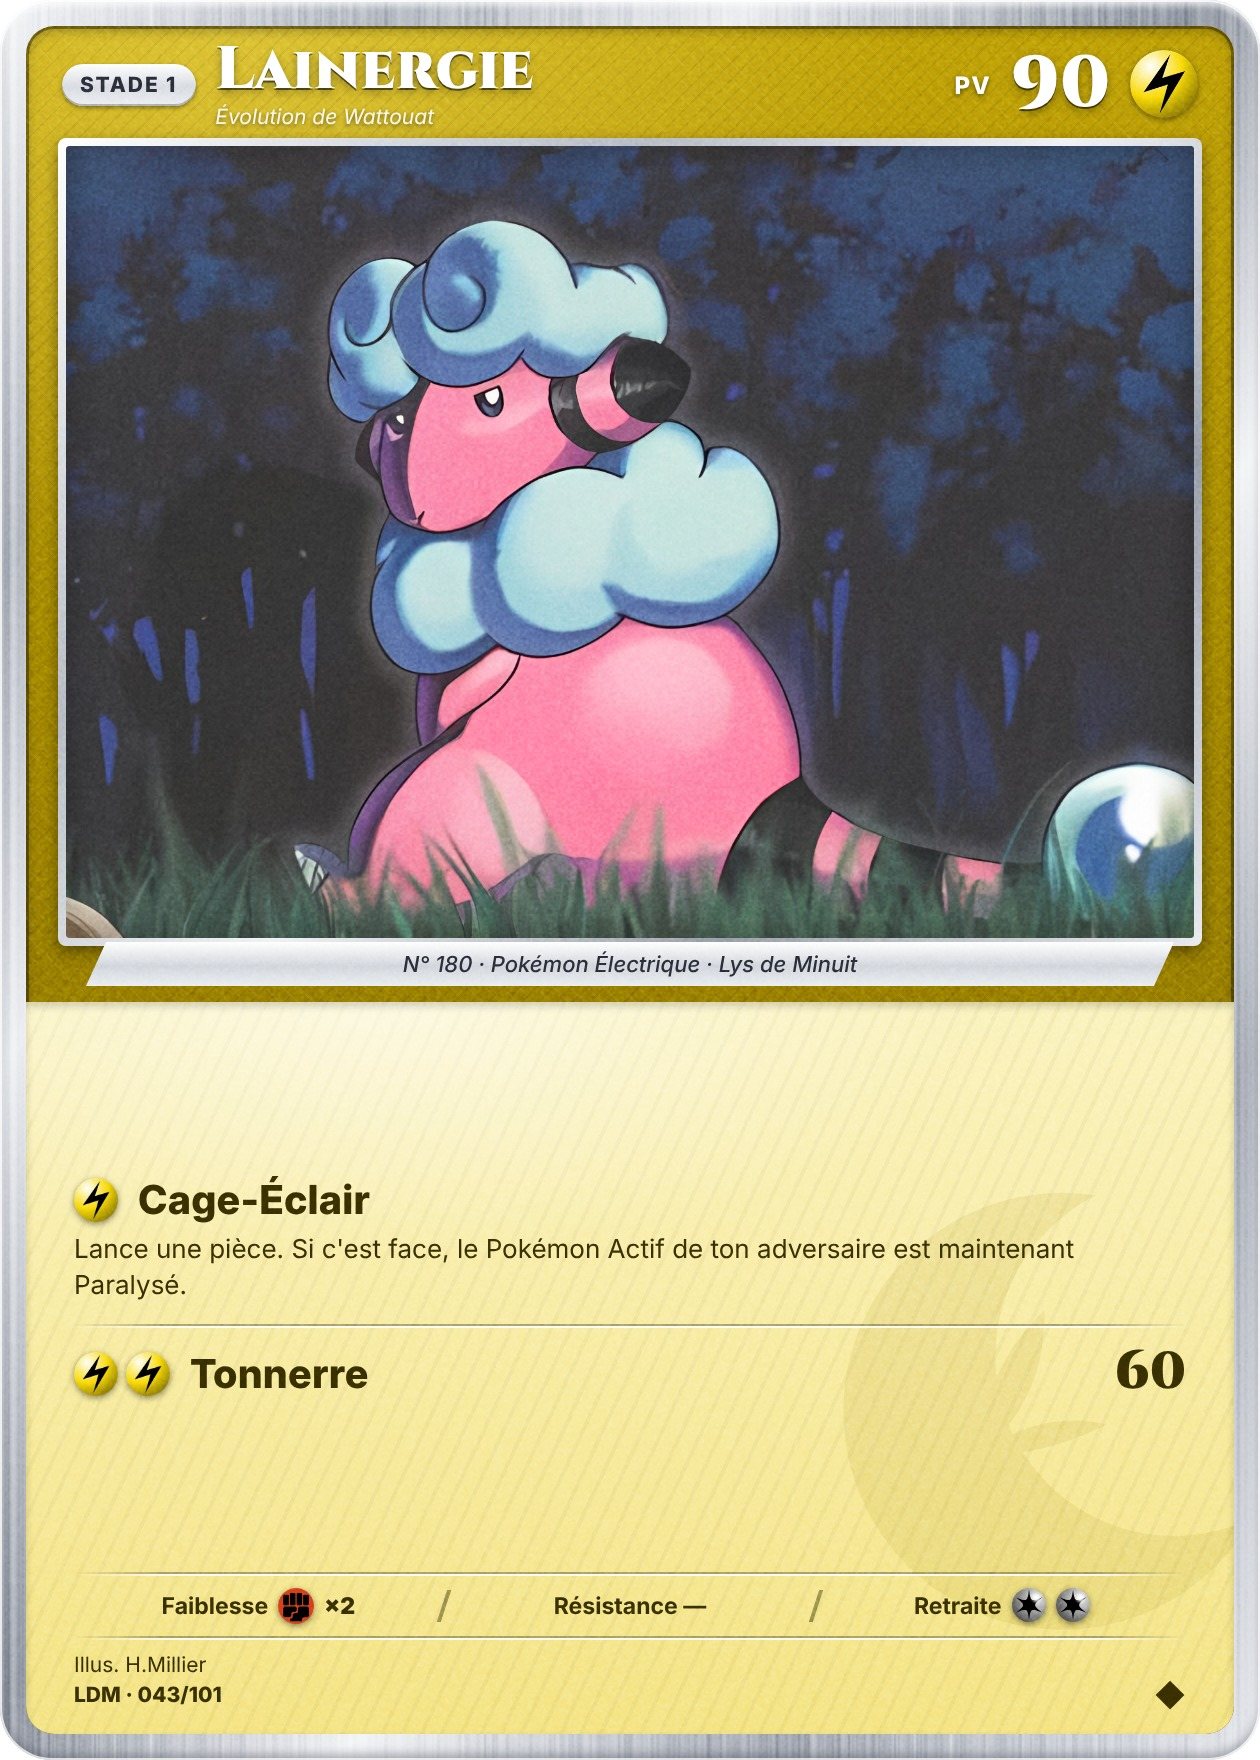 STADE 1
LAINERGIE
Évolution de Wattouat
PV 90
N° 180 · Pokémon Électrique · Lys de Minuit
Cage-Éclair
Lance une pièce. Si c'est face, le Pokémon Actif de ton adversaire est maintenant
Paralysé.
Tonnerre 60
Faiblesse ×2 / Résistance — / Retraite
Illus. H.Millier
LDM · 043/101